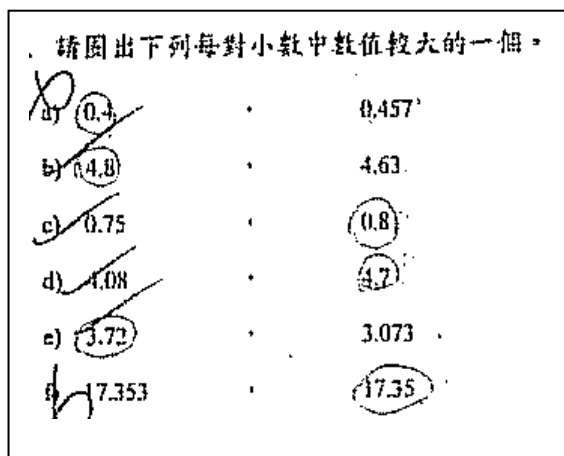 請圈出下列每對小數中數值較大的一個。
a) 0.4 , 0.457
b) 4.8 , 4.63
c) 0.75 , 0.8
d) 4.08 , 4.7
e) 3.72 , 3.073
f) 17.353 , 17.35